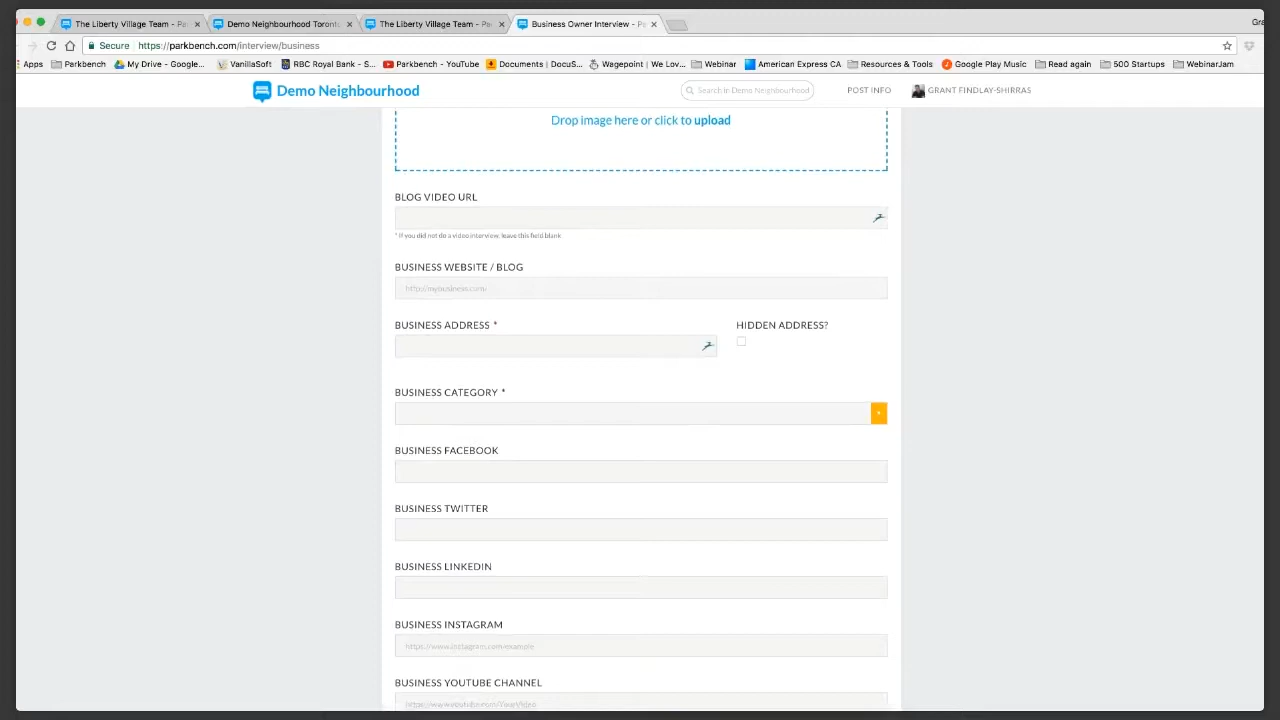 The Liberty Village Team - Pa
Demo Neighbourhood Toronto
The Liberty Village Team - Pa
Business Owner Interview - P
Gra
Secure https://parkbench.com/interview/business
Apps Parkbench My Drive - Google... VanillaSoft RBC Royal Bank - S... Parkbench - YouTube Documents | DocuS... Wagepoint | We Lov... Webinar American Express CA Resources & Tools Google Play Music Read again 500 Startups WebinarJam
Demo Neighbourhood
Search in Demo Neighbourhood
POST INFO
GRANT FINDLAY-SHIRRAS
Drop image here or click to upload
BLOG VIDEO URL
* If you did not do a video interview, leave this field blank
BUSINESS WEBSITE / BLOG
http://mybusiness.com/
BUSINESS ADDRESS *
HIDDEN ADDRESS?
BUSINESS CATEGORY *
BUSINESS FACEBOOK
BUSINESS TWITTER
BUSINESS LINKEDIN
BUSINESS INSTAGRAM
https://www.instagram.com/example
BUSINESS YOUTUBE CHANNEL